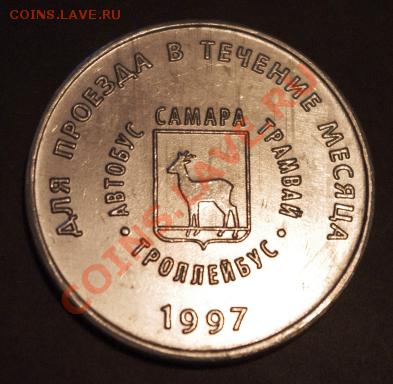 COINS.LAVE.RU
ДЛЯ ПРОЕЗДА В ТЕЧЕНИЕ МЕСЯЦА
АВТОБУС САМАРА ТРАМВАЙ
ТРОЛЛЕЙБУС
1997
COINS.LAVE.RU